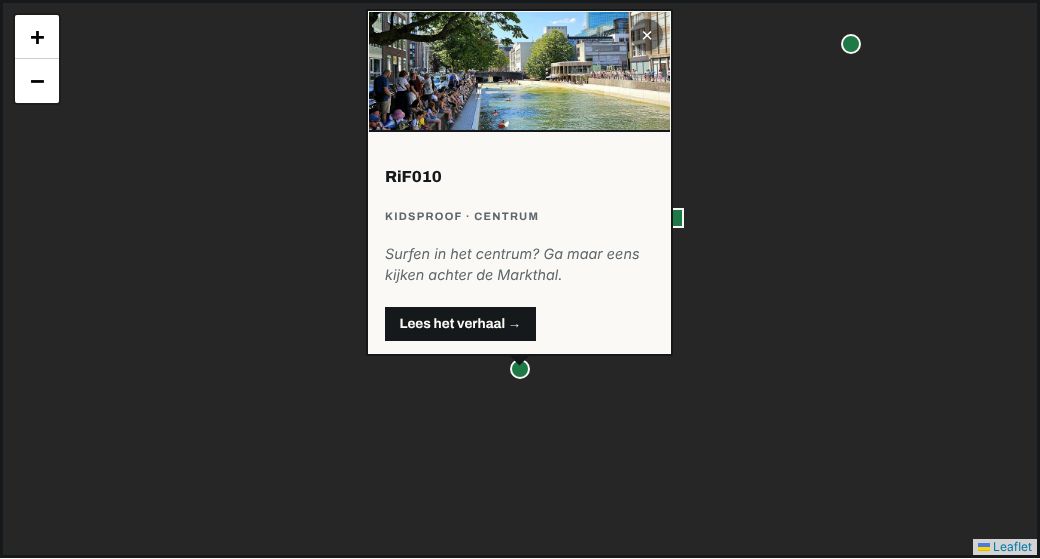 +
−
×
RiF010
KIDSPROOF · CENTRUM
Surfen in het centrum? Ga maar eens
kijken achter de Markthal.
Lees het verhaal →
Leaflet